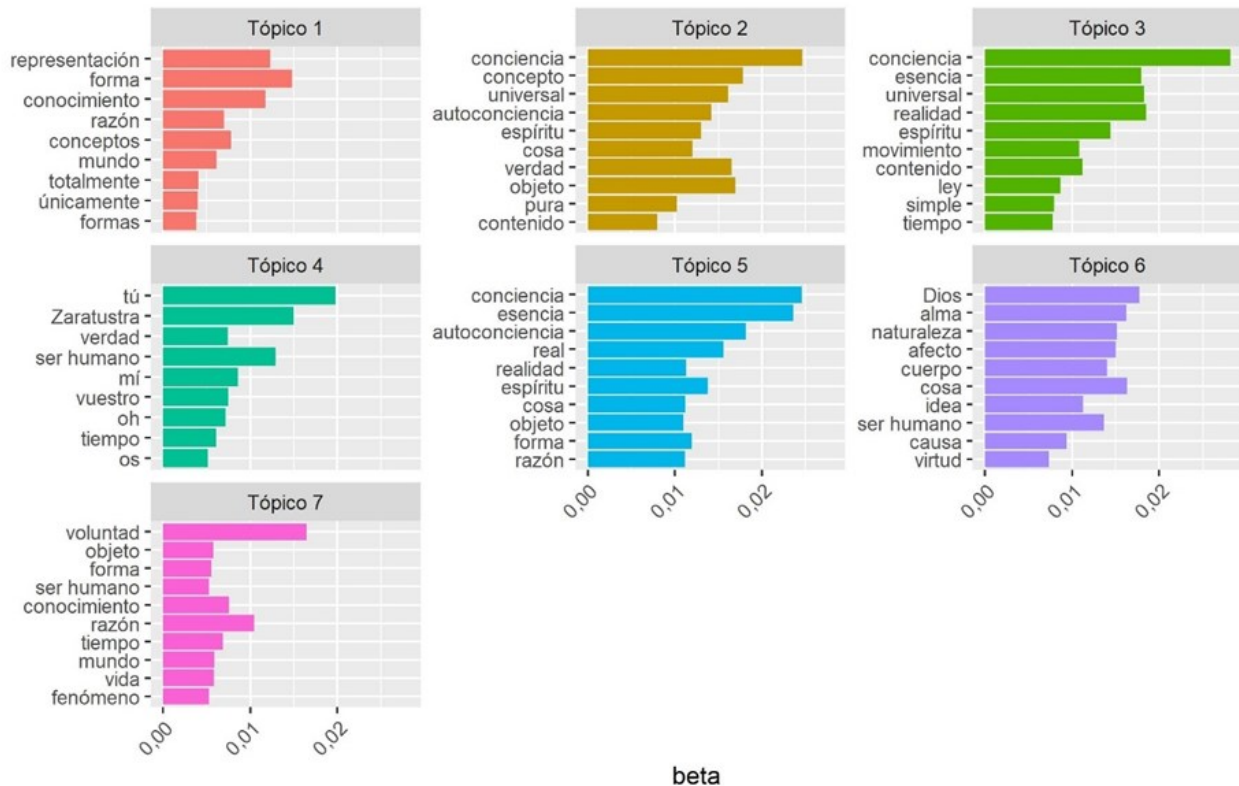 Tópico 1
representación
forma
conocimiento
razón
conceptos
mundo
totalmente
únicamente
formas
Tópico 2
conciencia
concepto
universal
autoconciencia
espíritu
cosa
verdad
objeto
pura
contenido
Tópico 3
conciencia
esencia
universal
realidad
espíritu
movimiento
contenido
ley
simple
tiempo
Tópico 4
tú
Zaratustra
verdad
ser humano
mí
vuestro
oh
tiempo
os
Tópico 5
conciencia
esencia
autoconciencia
real
realidad
espíritu
cosa
objeto
forma
razón
0,00 0,01 0,02
Tópico 6
Dios
alma
naturaleza
afecto
cuerpo
cosa
idea
ser humano
causa
virtud
0,00 0,01 0,02
Tópico 7
voluntad
objeto
forma
ser humano
conocimiento
razón
tiempo
mundo
vida
fenómeno
0,00 0,01 0,02
beta